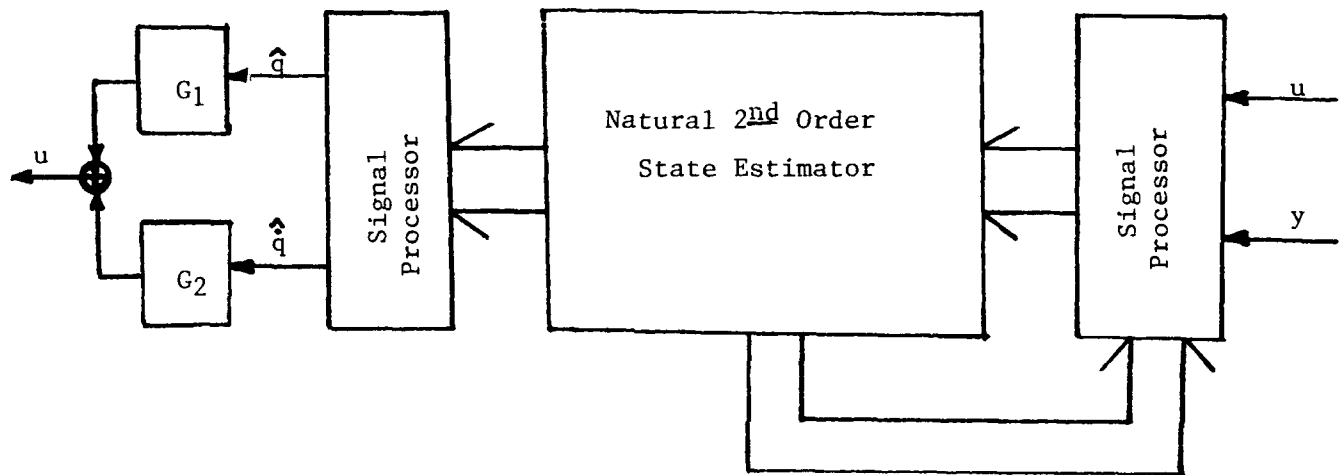 u
G₁
q̂
G₂
q̇̂
Signal
Processor
Natural 2nd Order
State Estimator
Signal
Processor
u
y